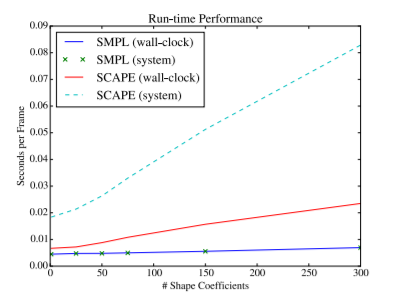 Run-time Performance
0.09
0.08
0.07
0.06
0.05
0.04
0.03
0.02
0.01
0.00
Seconds per Frame
SMPL (wall-clock)
SMPL (system)
SCAPE (wall-clock)
SCAPE (system)
0 50 100 150 200 250 300
# Shape Coefficients